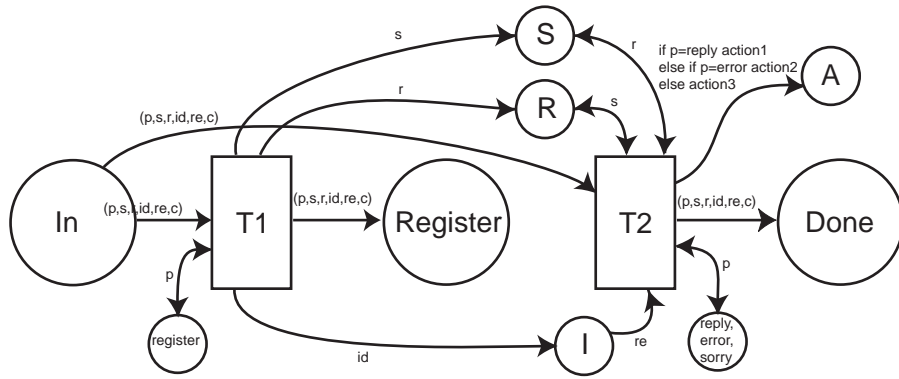 s
S
r
if p=reply action1
else if p=error action2
else action3
A
r
R
s
(p,s,r,id,re,c)
In
(p,s,r,id,re,c)
T1
(p,s,r,id,re,c)
Register
T2
(p,s,r,id,re,c)
Done
p
register
id
I
re
p
reply,
error,
sorry